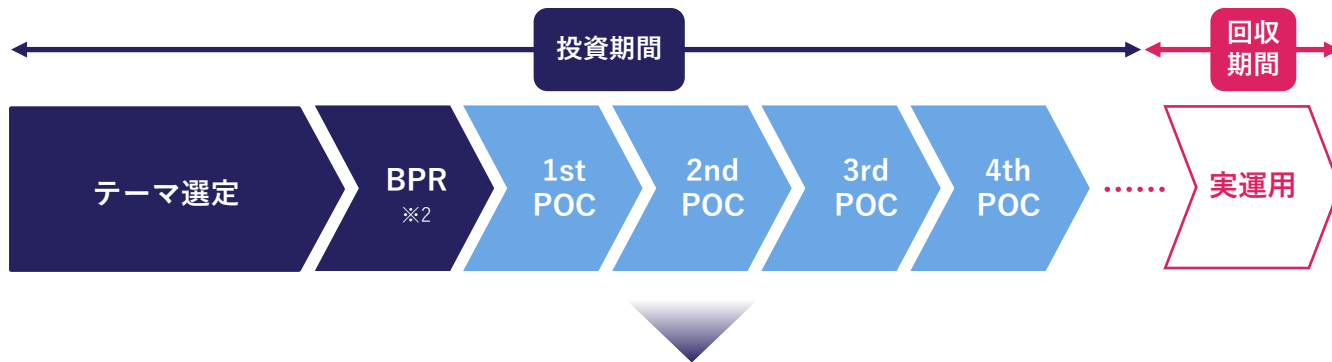 投資期間
回収
期間
テーマ選定
BPR
※2
1st
POC
2nd
POC
3rd
POC
4th
POC
......
実運用